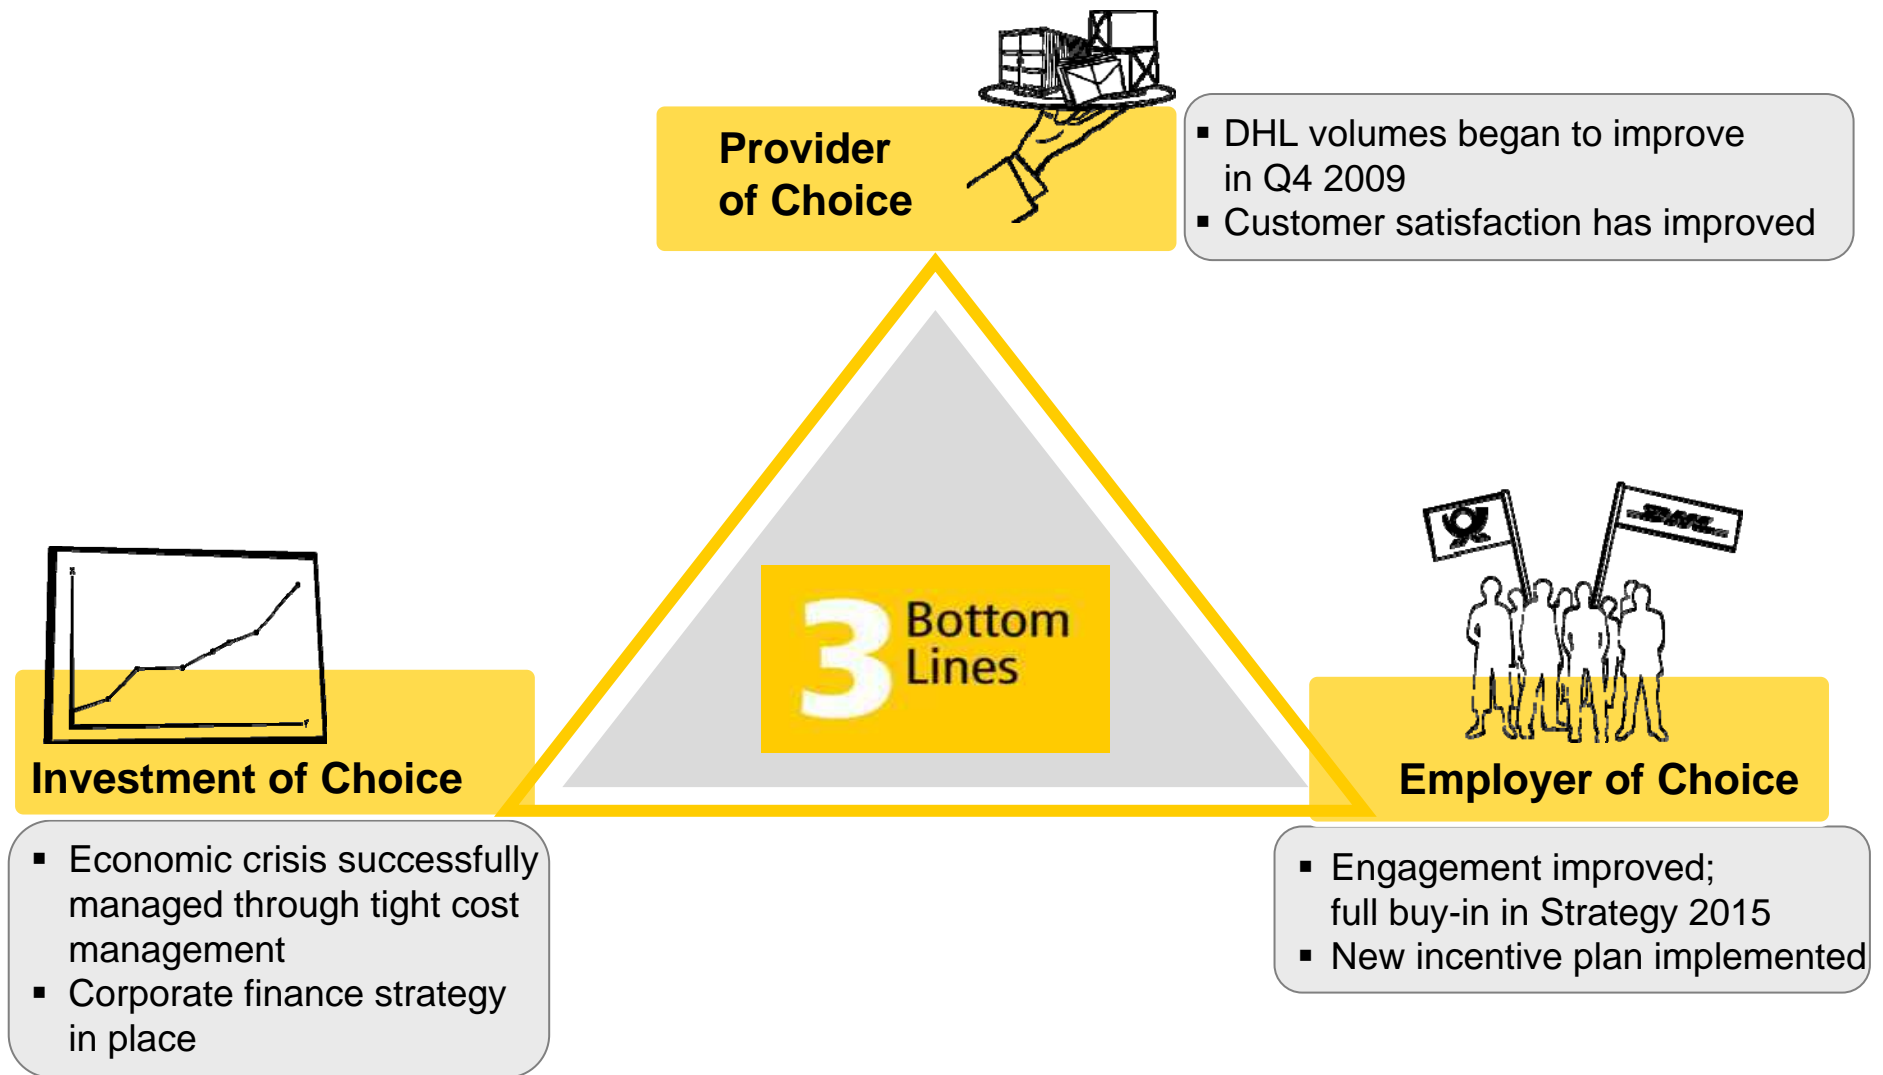 Provider
of Choice
▪ DHL volumes began to improve
in Q4 2009
▪ Customer satisfaction has improved
3 Bottom
Lines
X
Y
Investment of Choice
▪ Economic crisis successfully
managed through tight cost
management
▪ Corporate finance strategy
in place
DHL
Employer of Choice
▪ Engagement improved;
full buy-in in Strategy 2015
▪ New incentive plan implemented